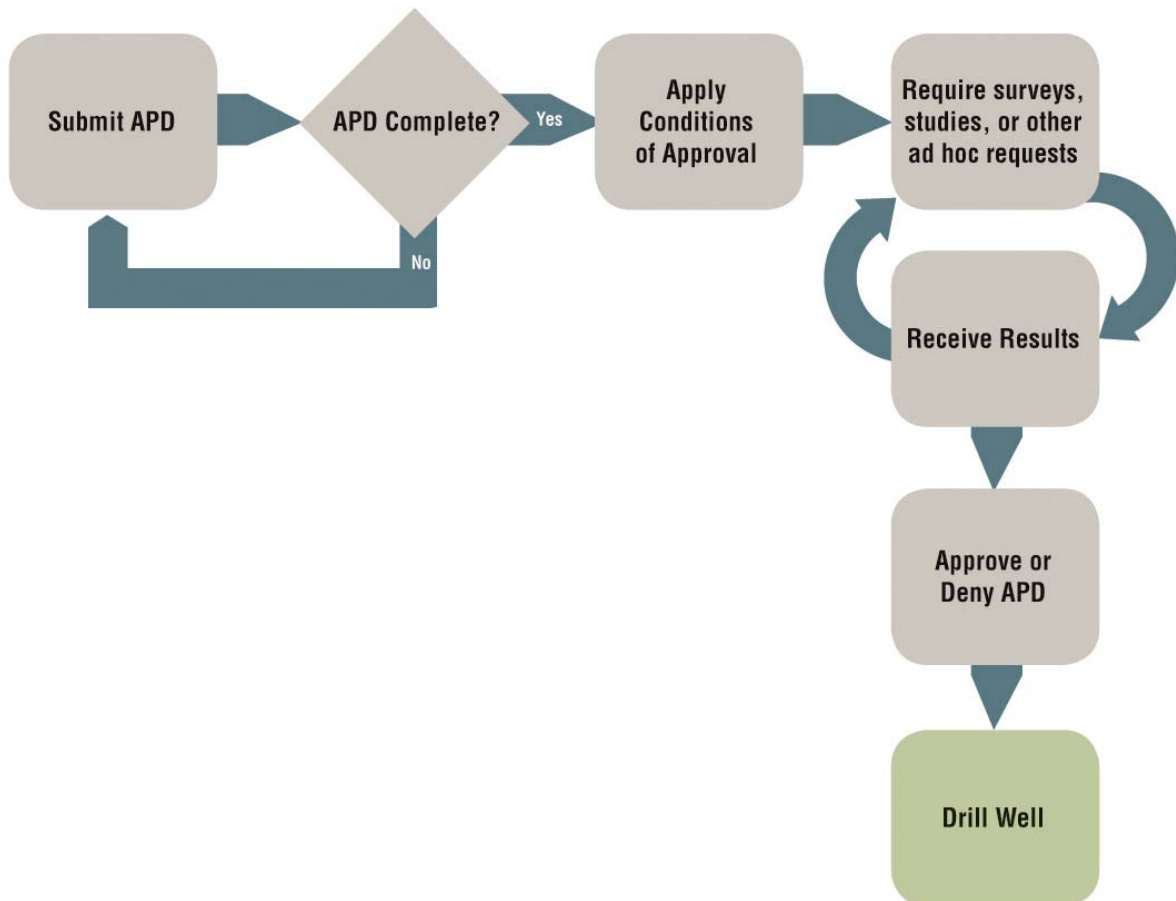 Submit APD
APD Complete?
Yes
No
Apply
Conditions
of Approval
Require surveys,
studies, or other
ad hoc requests
Receive Results
Approve or
Deny APD
Drill Well